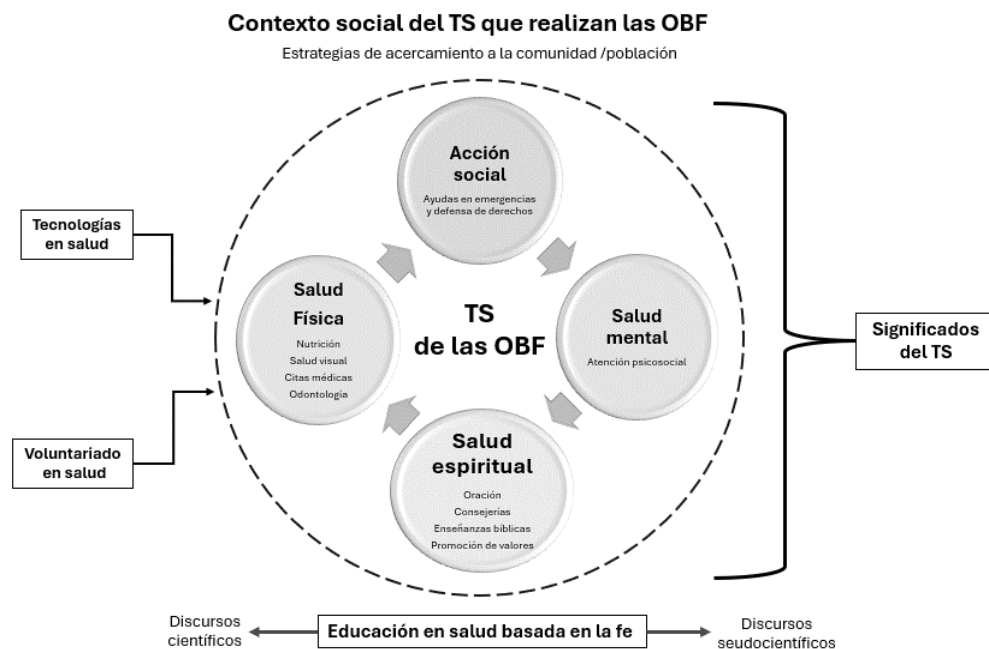 Contexto social del TS que realizan las OBF
Estrategias de acercamiento a la comunidad /población
Acción
social
Ayudas en emergencias
y defensa de derechos
Tecnologías
en salud
Salud
Física
Nutrición
Salud visual
Citas médicas
Odontología
TS
de las OBF
Salud
mental
Atención psicosocial
Significados
del TS
Voluntariado
en salud
Salud
espiritual
Oración
Consejerías
Enseñanzas bíblicas
Promoción de valores
Discursos
científicos
Educación en salud basada en la fe
Discursos
seudocientíficos